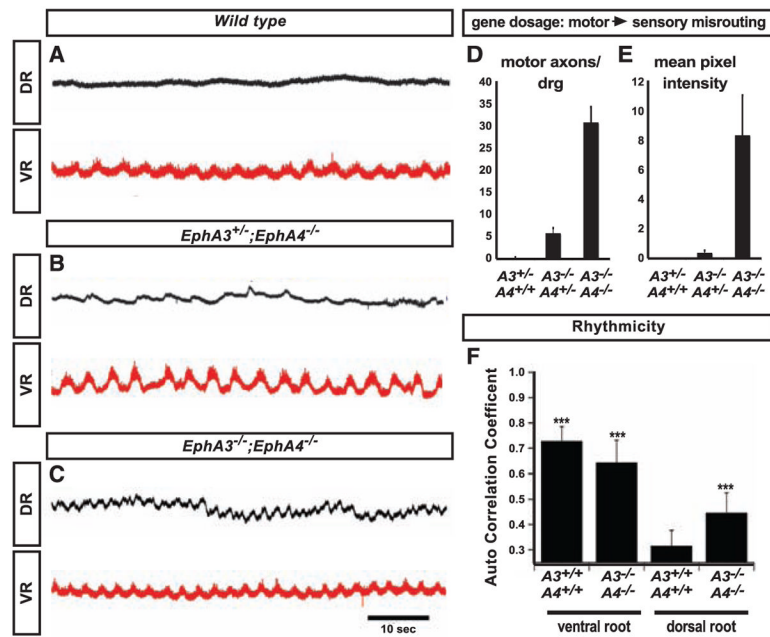 Wild type
A
DR
VR
EphA3+/-;EphA4-/-
B
DR
VR
EphA3-/-;EphA4-/-
C
DR
VR
10 sec
gene dosage: motor ► sensory misrouting
D
motor axons/
drg
40
35
30
25
20
15
10
5
0
A3+/- A3-/- A3-/-
A4+/+ A4+/- A4-/-
E
mean pixel
intensity
12
10
8
6
4
2
0
A3+/- A3-/- A3-/-
A4+/+ A4+/- A4-/-
Rhythmicity
F
Auto Correlation Coefficent
1.0
0.9
0.8
0.7
0.6
0.5
0.4
0.3
*** *** ***
A3+/+ A3-/- A3+/+ A3-/-
A4+/+ A4-/- A4+/+ A4-/-
ventral root dorsal root